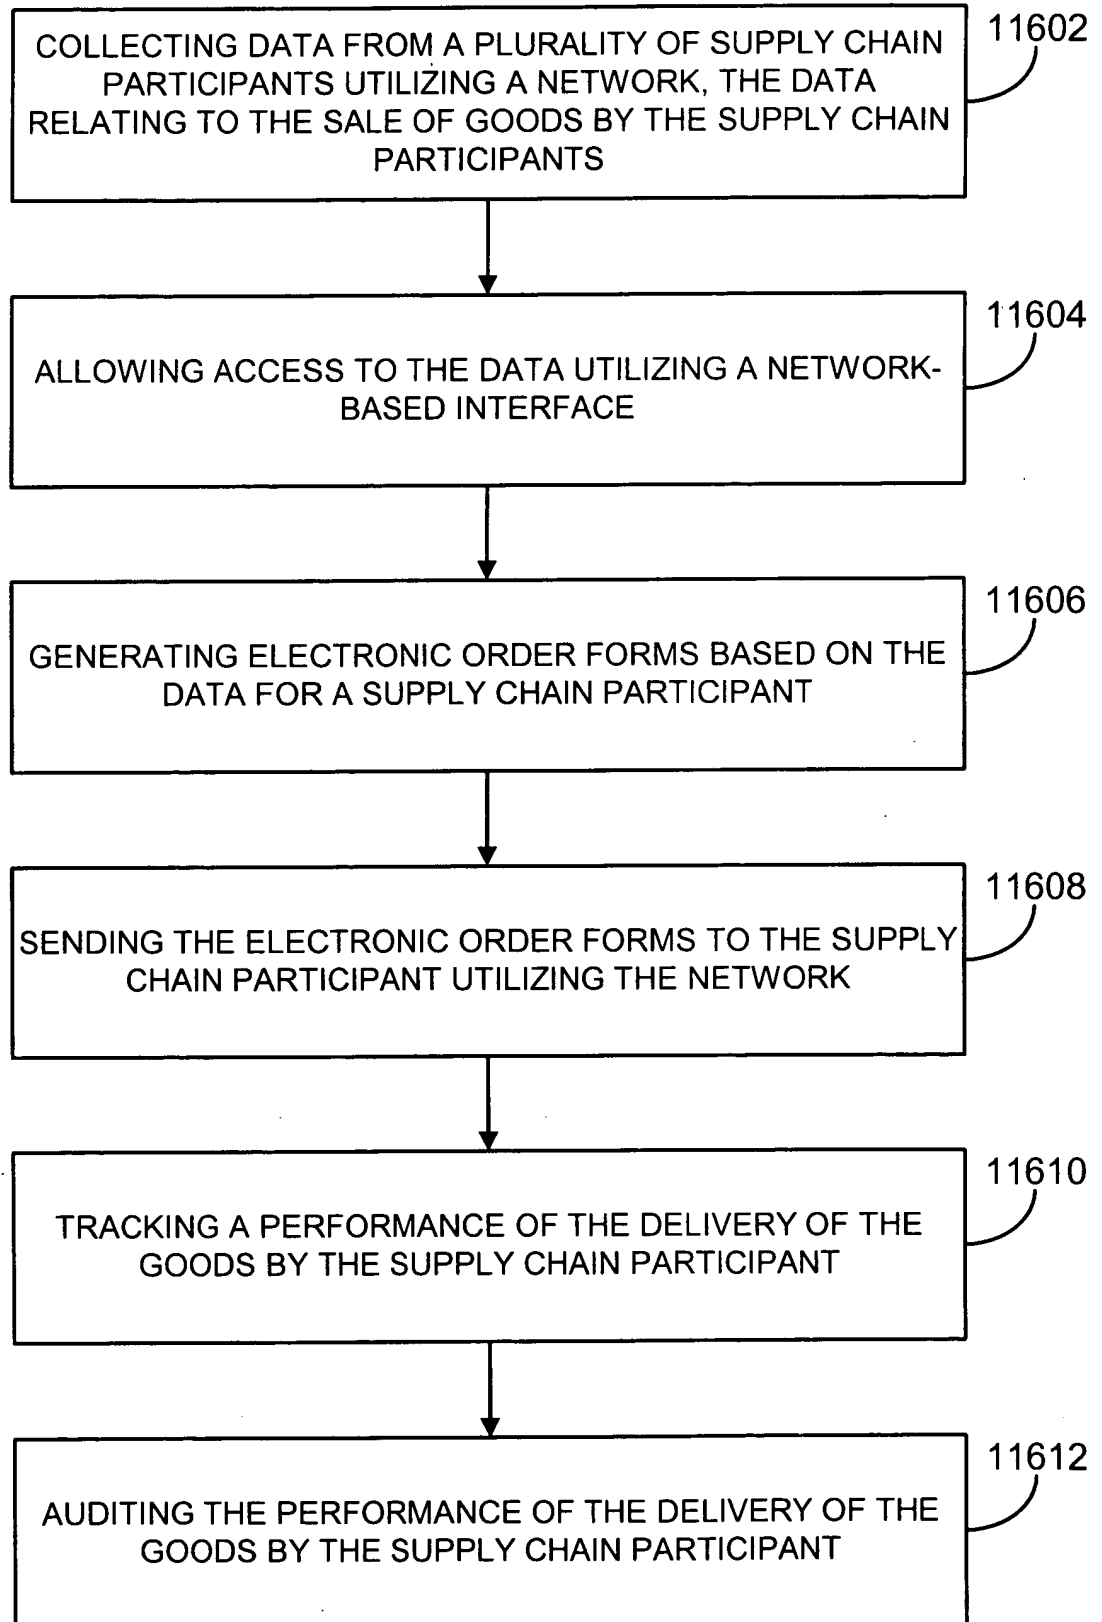 11602
COLLECTING DATA FROM A PLURALITY OF SUPPLY CHAIN
PARTICIPANTS UTILIZING A NETWORK, THE DATA
RELATING TO THE SALE OF GOODS BY THE SUPPLY CHAIN
PARTICIPANTS
11604
ALLOWING ACCESS TO THE DATA UTILIZING A NETWORK-
BASED INTERFACE
11606
GENERATING ELECTRONIC ORDER FORMS BASED ON THE
DATA FOR A SUPPLY CHAIN PARTICIPANT
11608
SENDING THE ELECTRONIC ORDER FORMS TO THE SUPPLY
CHAIN PARTICIPANT UTILIZING THE NETWORK
11610
TRACKING A PERFORMANCE OF THE DELIVERY OF THE
GOODS BY THE SUPPLY CHAIN PARTICIPANT
11612
AUDITING THE PERFORMANCE OF THE DELIVERY OF THE
GOODS BY THE SUPPLY CHAIN PARTICIPANT